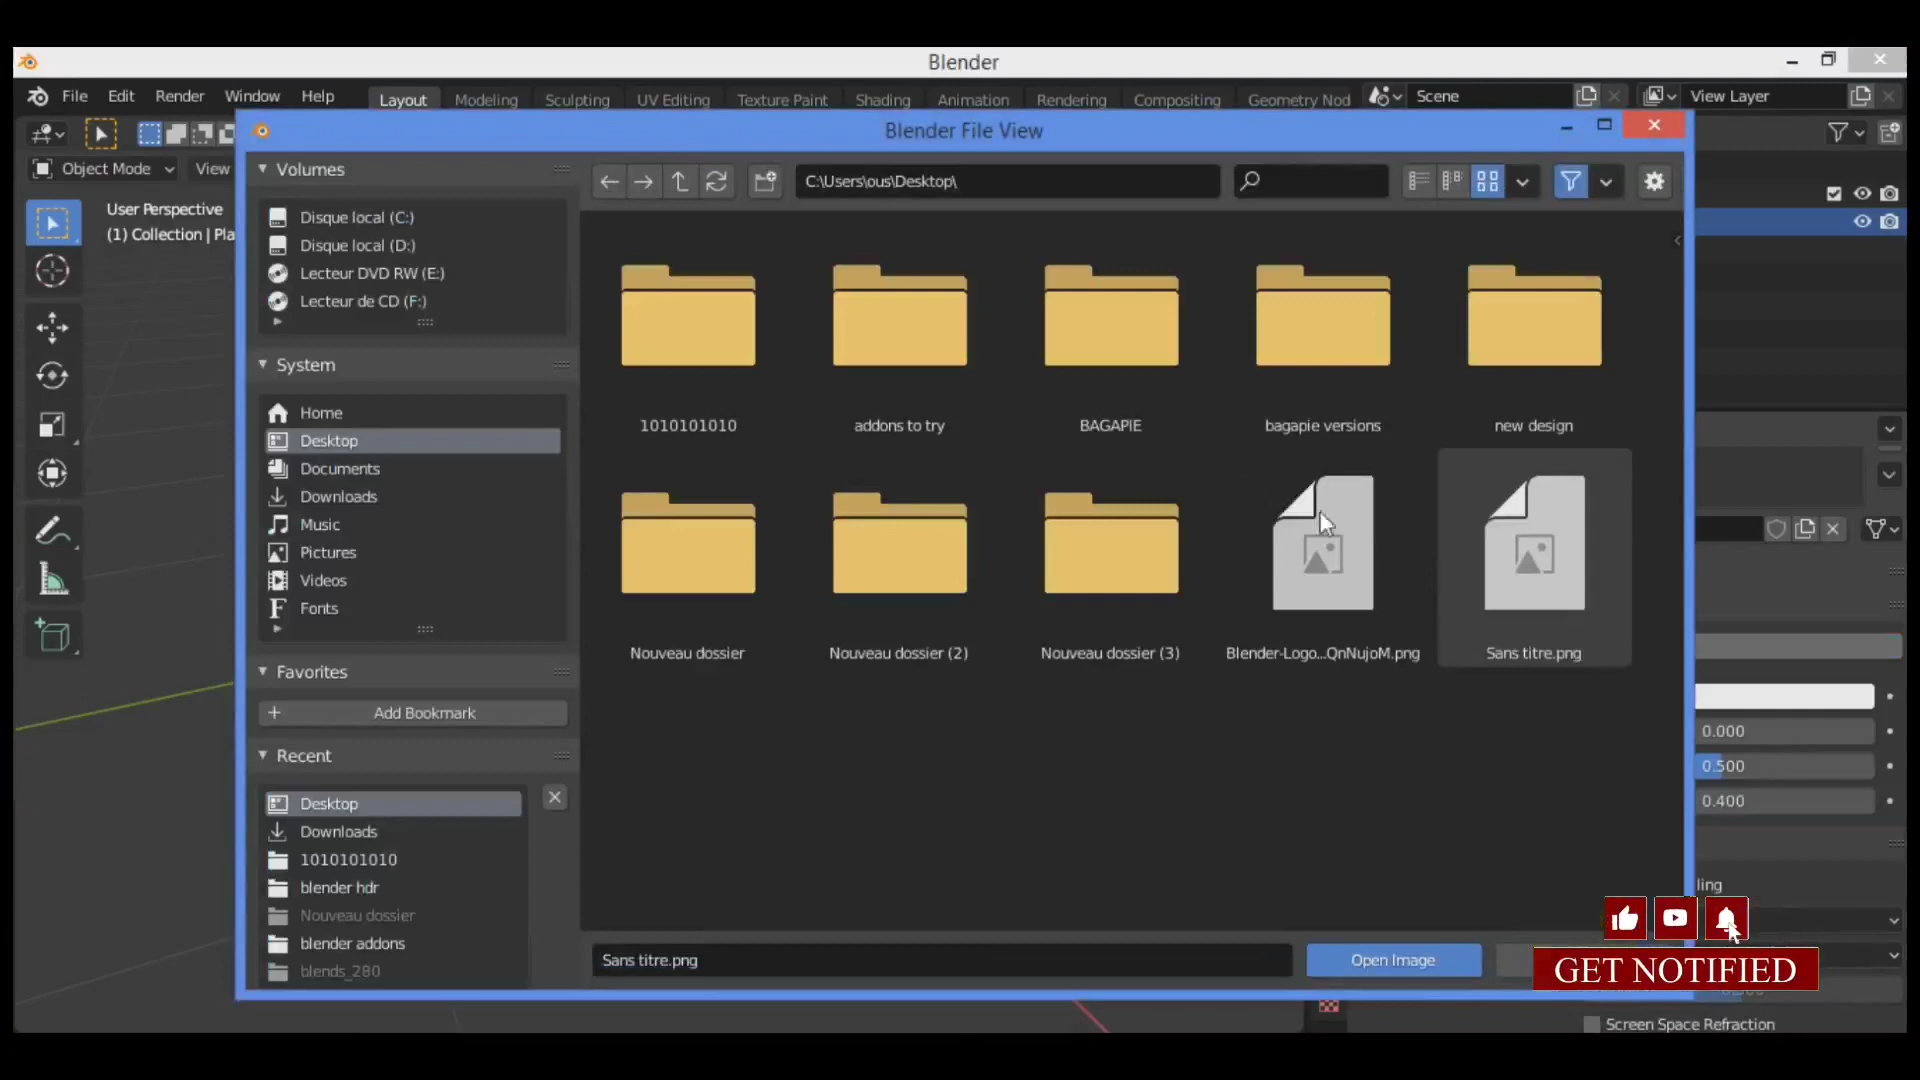 Blender
File Edit Render Window Help Layout Modeling Sculpting UV Editing Texture Paint Shading Animation Rendering Compositing Geometry Nod Scene View Layer
Blender File View
Object Mode View
User Perspective
(1) Collection | Pla
Volumes
Disque local (C:)
Disque local (D:)
Lecteur DVD RW (E:)
Lecteur de CD (F:)
System
Home
Desktop
Documents
Downloads
Music
Pictures
Videos
Fonts
Favorites
+ Add Bookmark
Recent
Desktop
Downloads
1010101010
blender hdr
Nouveau dossier
blender addons
blends_280
C:\Users\ous\Desktop\
1010101010
addons to try
BAGAPIE
bagapie versions
new design
Nouveau dossier
Nouveau dossier (2)
Nouveau dossier (3)
Blender-Logo...QnNujoM.png
Sans titre.png
Sans titre.png
Open Image
0.000
0.500
0.400
ling
GET NOTIFIED
Screen Space Refraction